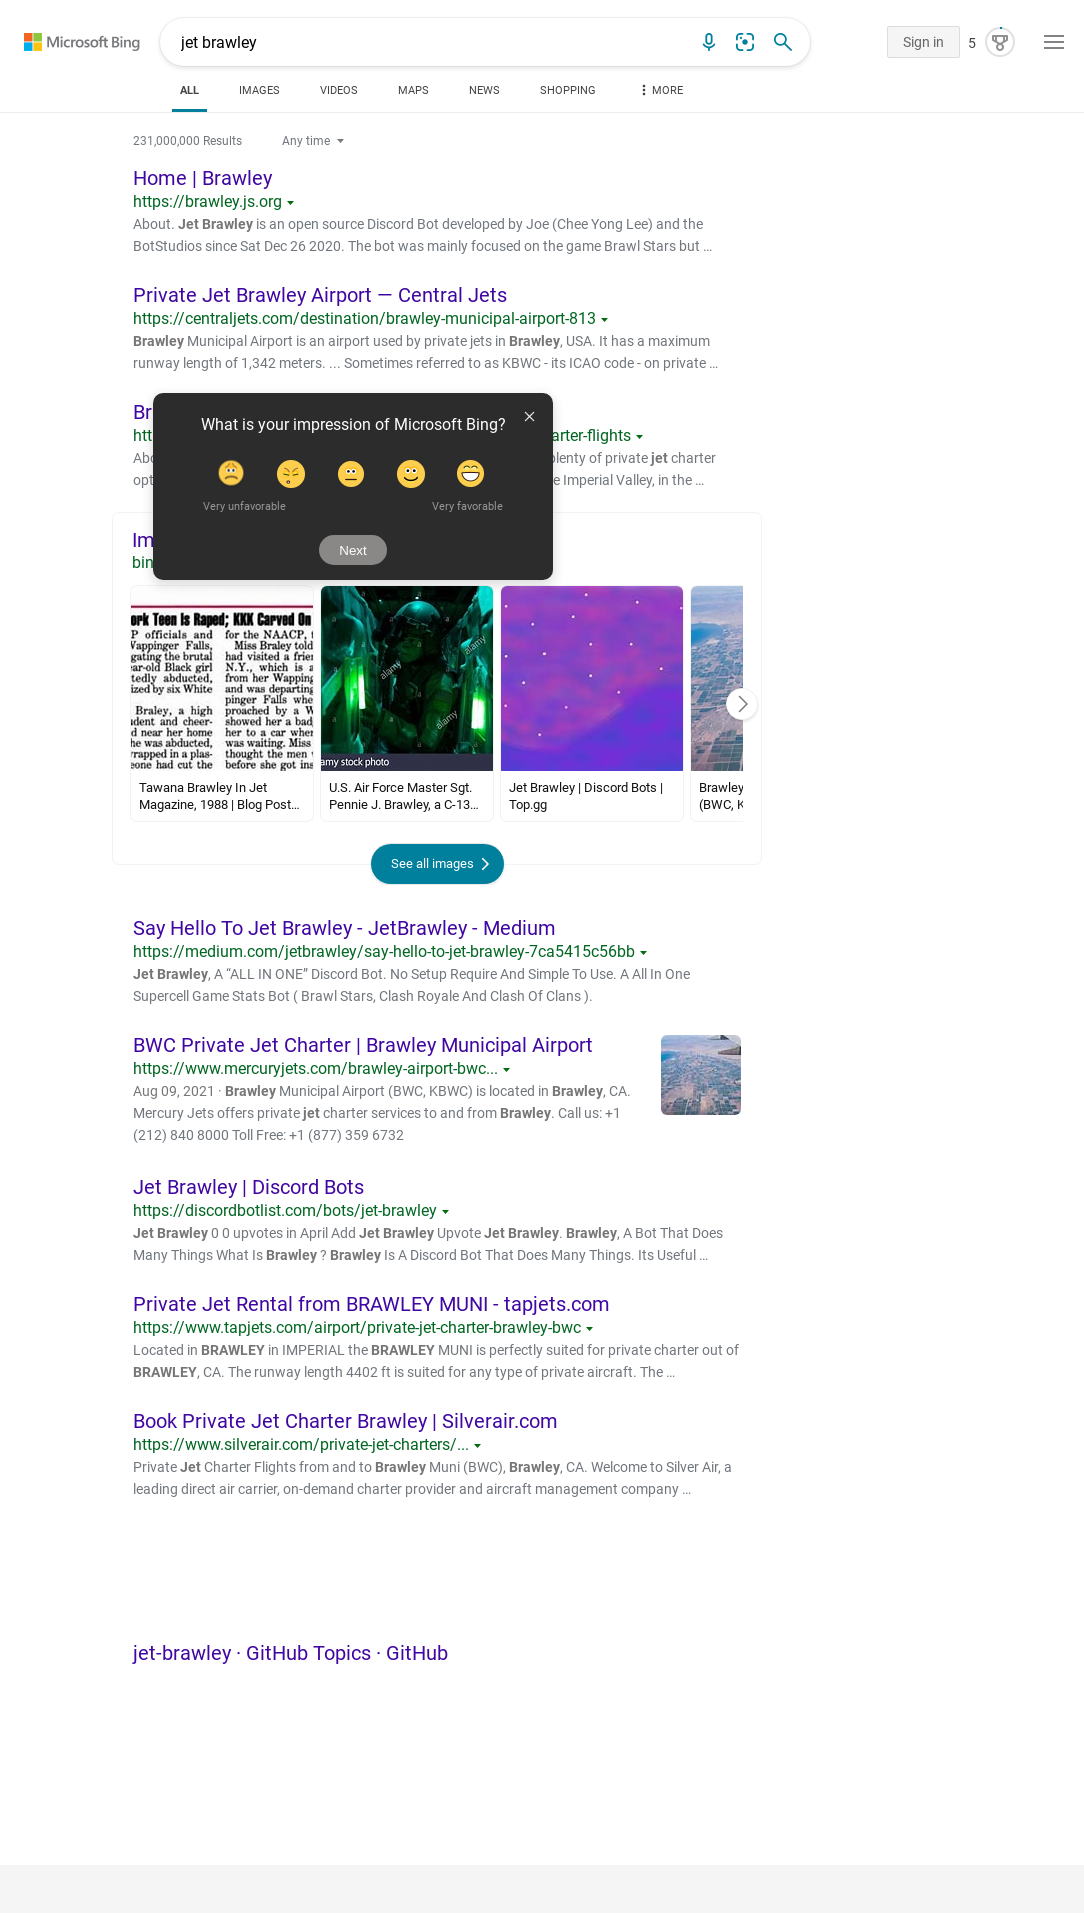 Microsoft Bing
jet brawley
Sign in
5
ALL
IMAGES
VIDEOS
MAPS
NEWS
SHOPPING
MORE
231,000,000 Results
Any time
Home | Brawley
https://brawley.js.org
About. Jet Brawley is an open source Discord Bot developed by Joe (Chee Yong Lee) and the
BotStudios since Sat Dec 26 2020. The bot was mainly focused on the game Brawl Stars but …
Private Jet Brawley Airport — Central Jets
https://centraljets.com/destination/brawley-municipal-airport-813
Brawley Municipal Airport is an airport used by private jets in Brawley, USA. It has a maximum
runway length of 1,342 meters. ... Sometimes referred to as KBWC - its ICAO code - on private …
Br
htt arter-flights
Abo plenty of private jet charter
opt e Imperial Valley, in the …
What is your impression of Microsoft Bing?
Very unfavorable
Very favorable
Next
Im
bin
ork Teen Is Raped; KKK Carved On
P officials and
Wappinger Falls,
gating the brutal
ear-old Black girl
tedly abducted,
ized by six White
Braley, a high
dent and cheer-
d near her home
he was abducted,
rapped in a plas-
eone had cut the
for the NAACP,
Miss Braley told
had visited a frie
N.Y., which is a
from her Wapping
and was departing
pinger Falls whe
proached by a W
showed her a bad
her to a car when
was waiting. Miss
thought the men
before she got ins
alamy
alamy
alamy
amy stock photo
Tawana Brawley In Jet
Magazine, 1988 | Blog Post…
U.S. Air Force Master Sgt.
Pennie J. Brawley, a C-13…
Jet Brawley | Discord Bots |
Top.gg
Brawley
(BWC, K
See all images
Say Hello To Jet Brawley - JetBrawley - Medium
https://medium.com/jetbrawley/say-hello-to-jet-brawley-7ca5415c56bb
Jet Brawley, A “ALL IN ONE” Discord Bot. No Setup Require And Simple To Use. A All In One
Supercell Game Stats Bot ( Brawl Stars, Clash Royale And Clash Of Clans ).
BWC Private Jet Charter | Brawley Municipal Airport
https://www.mercuryjets.com/brawley-airport-bwc...
Aug 09, 2021 · Brawley Municipal Airport (BWC, KBWC) is located in Brawley, CA.
Mercury Jets offers private jet charter services to and from Brawley. Call us: +1
(212) 840 8000 Toll Free: +1 (877) 359 6732
Jet Brawley | Discord Bots
https://discordbotlist.com/bots/jet-brawley
Jet Brawley 0 0 upvotes in April Add Jet Brawley Upvote Jet Brawley. Brawley, A Bot That Does
Many Things What Is Brawley ? Brawley Is A Discord Bot That Does Many Things. Its Useful …
Private Jet Rental from BRAWLEY MUNI - tapjets.com
https://www.tapjets.com/airport/private-jet-charter-brawley-bwc
Located in BRAWLEY in IMPERIAL the BRAWLEY MUNI is perfectly suited for private charter out of
BRAWLEY, CA. The runway length 4402 ft is suited for any type of private aircraft. The …
Book Private Jet Charter Brawley | Silverair.com
https://www.silverair.com/private-jet-charters/...
Private Jet Charter Flights from and to Brawley Muni (BWC), Brawley, CA. Welcome to Silver Air, a
leading direct air carrier, on-demand charter provider and aircraft management company …
jet-brawley · GitHub Topics · GitHub